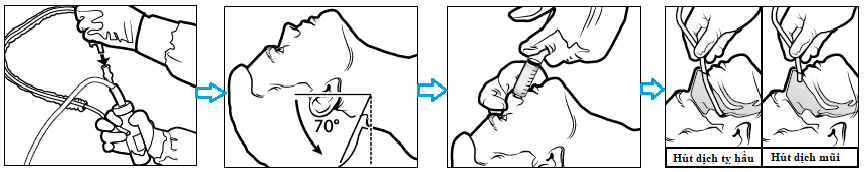 70°
Hút dịch tỵ hầu
Hút dịch mũi